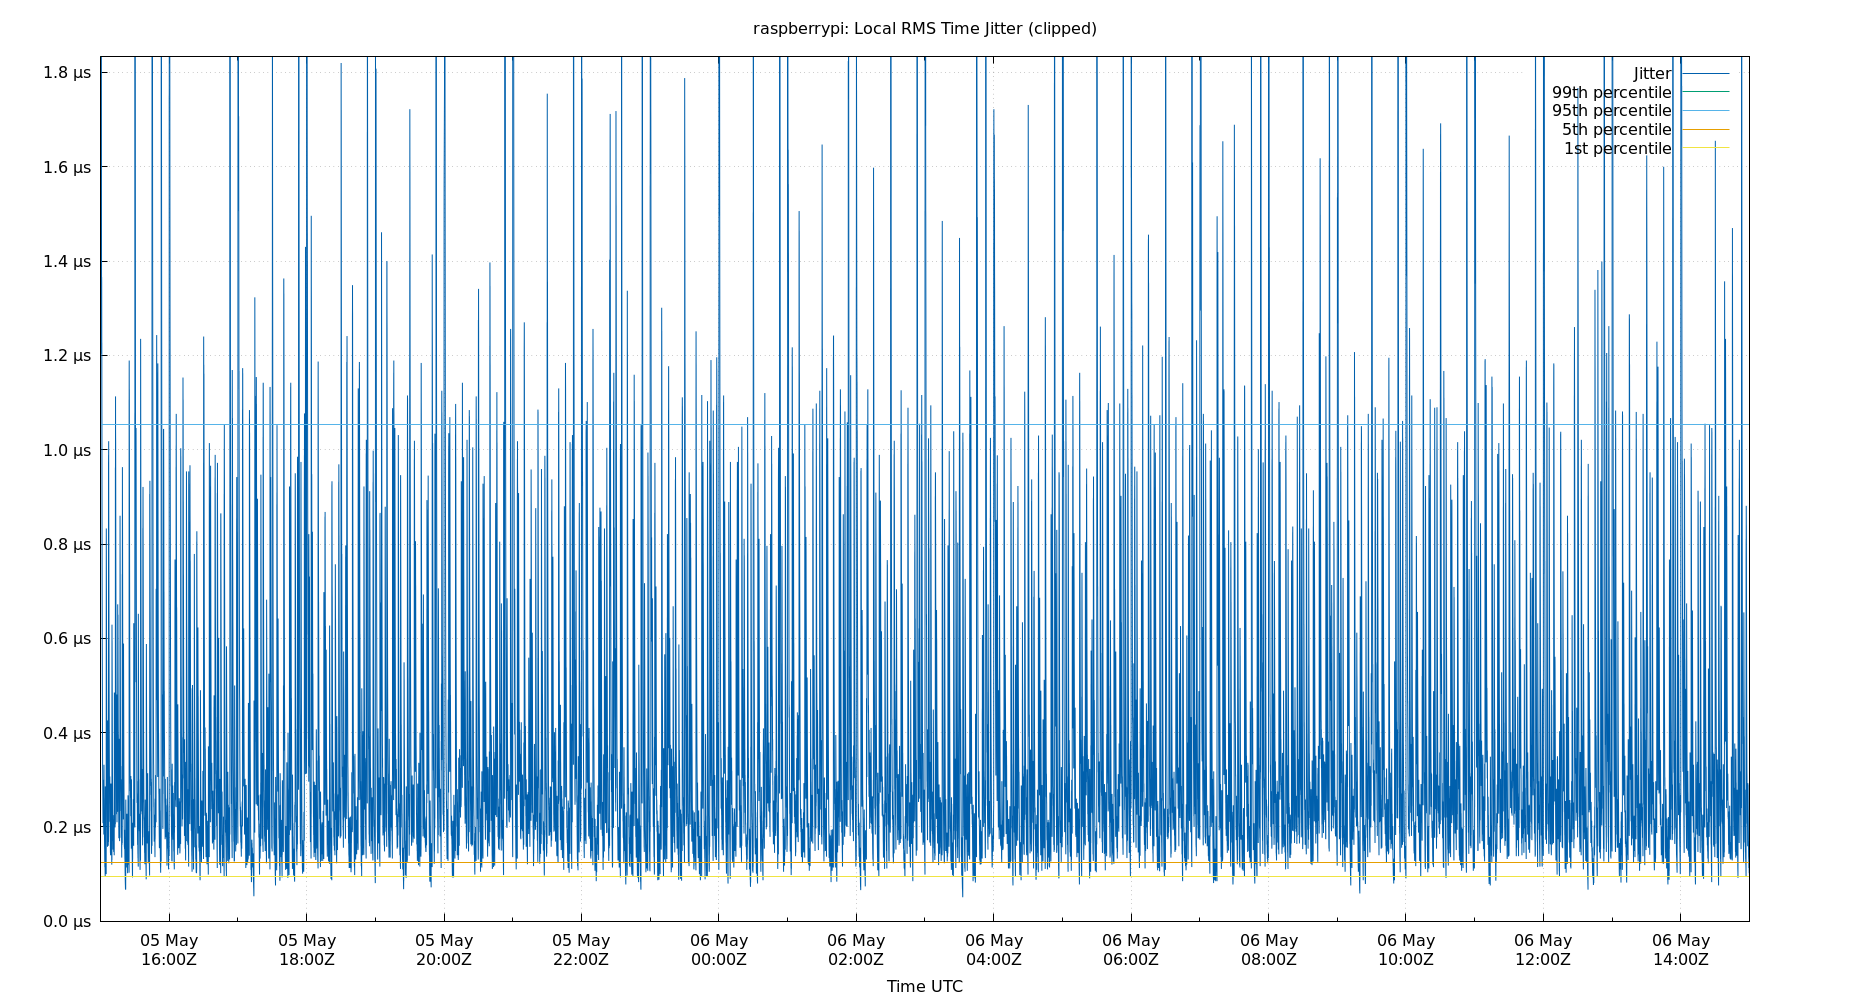 raspberrypi: Local RMS Time Jitter (clipped)
1.8 µs
1.6 µs
1.4 µs
1.2 µs
1.0 µs
0.8 µs
0.6 µs
0.4 µs
0.2 µs
0.0 µs
Jitter
99th percentile
95th percentile
5th percentile
1st percentile
05 May 05 May 05 May 05 May 06 May 06 May 06 May 06 May 06 May 06 May 06 May 06 May
16:00Z 18:00Z 20:00Z 22:00Z 00:00Z 02:00Z 04:00Z 06:00Z 08:00Z 10:00Z 12:00Z 14:00Z
Time UTC